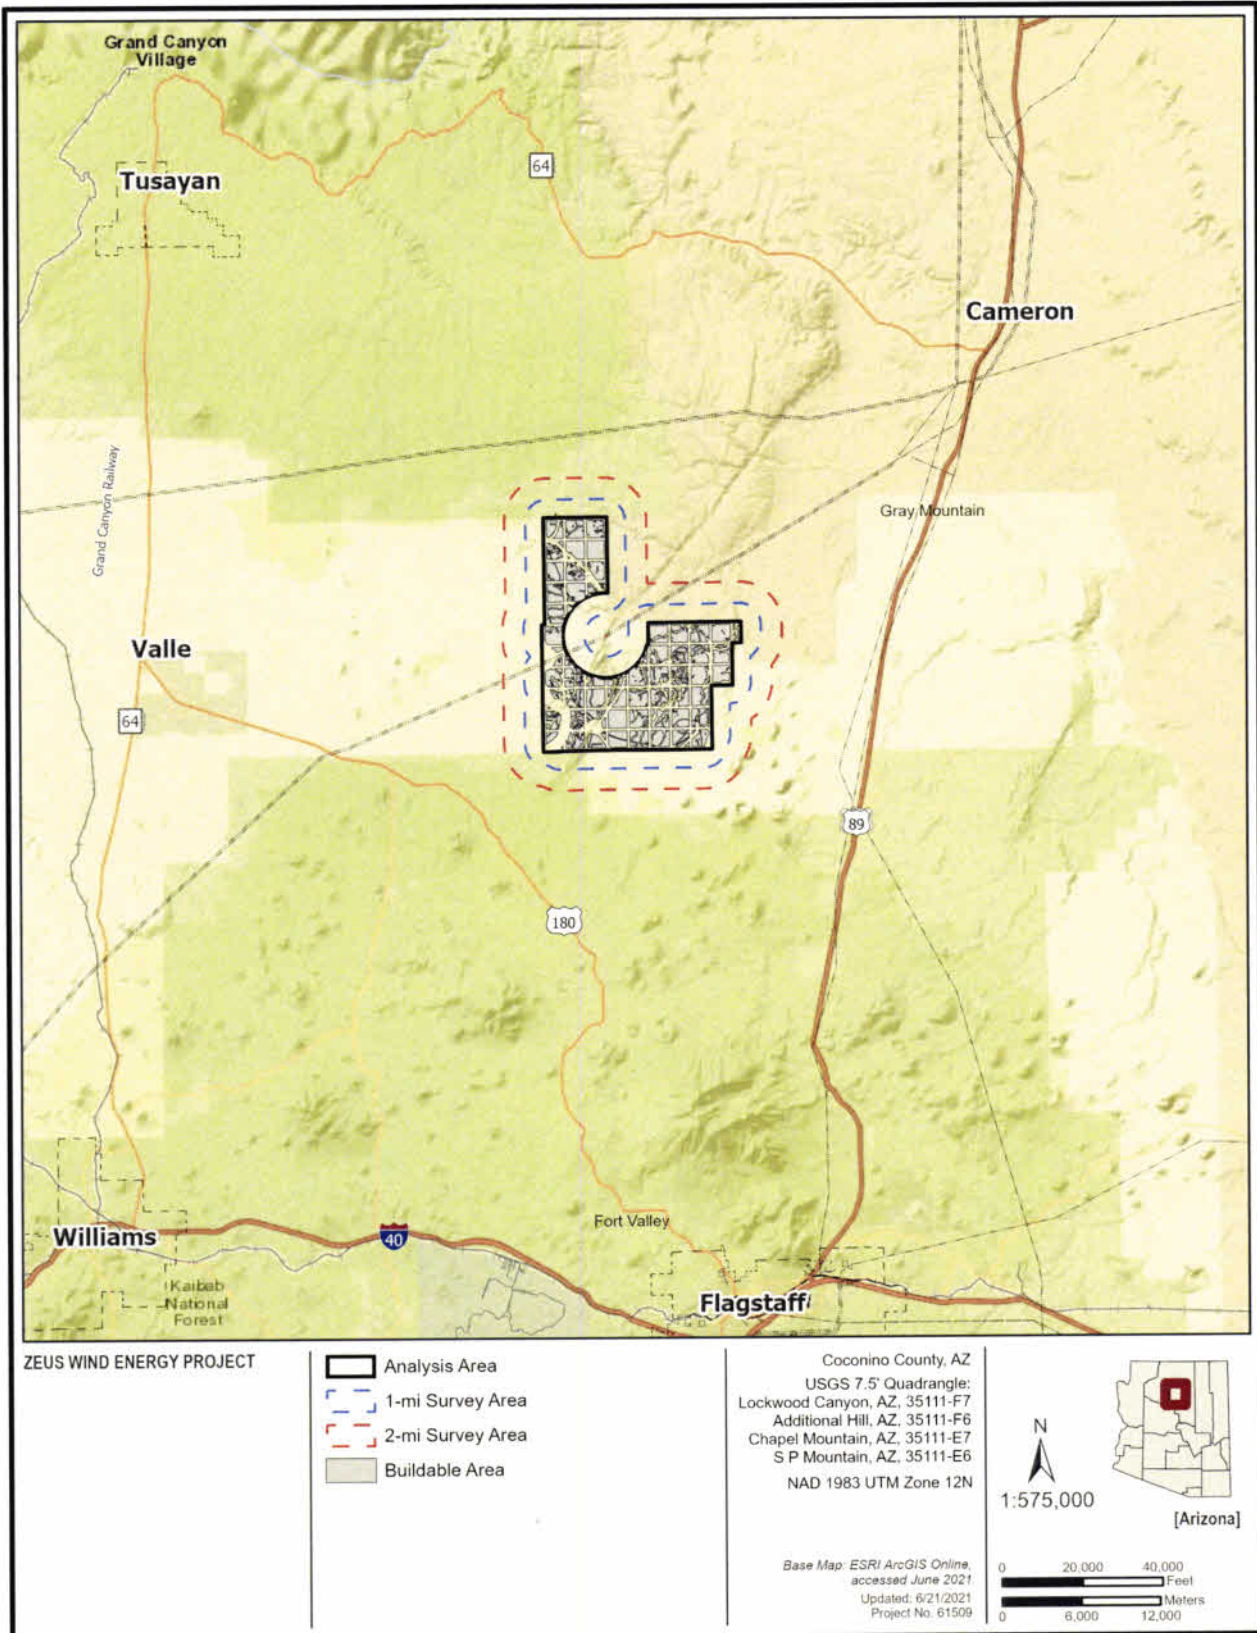 Grand Canyon
Village
64
Tusayan
Cameron
Grand Canyon Railway
Gray Mountain
Valle
64
89
180
Fort Valley
Williams
40
Kaibab
National
Forest
Flagstaff
ZEUS WIND ENERGY PROJECT
Analysis Area
1-mi Survey Area
2-mi Survey Area
Buildable Area
Coconino County, AZ
USGS 7.5' Quadrangle:
Lockwood Canyon, AZ, 35111-F7
Additional Hill, AZ, 35111-F6
Chapel Mountain, AZ, 35111-E7
S P Mountain, AZ, 35111-E6
NAD 1983 UTM Zone 12N
Base Map: ESRI ArcGIS Online,
accessed June 2021
Updated: 6/21/2021
Project No. 61509
N
1:575,000
[Arizona]
0 20,000 40,000
Feet
Meters
0 6,000 12,000